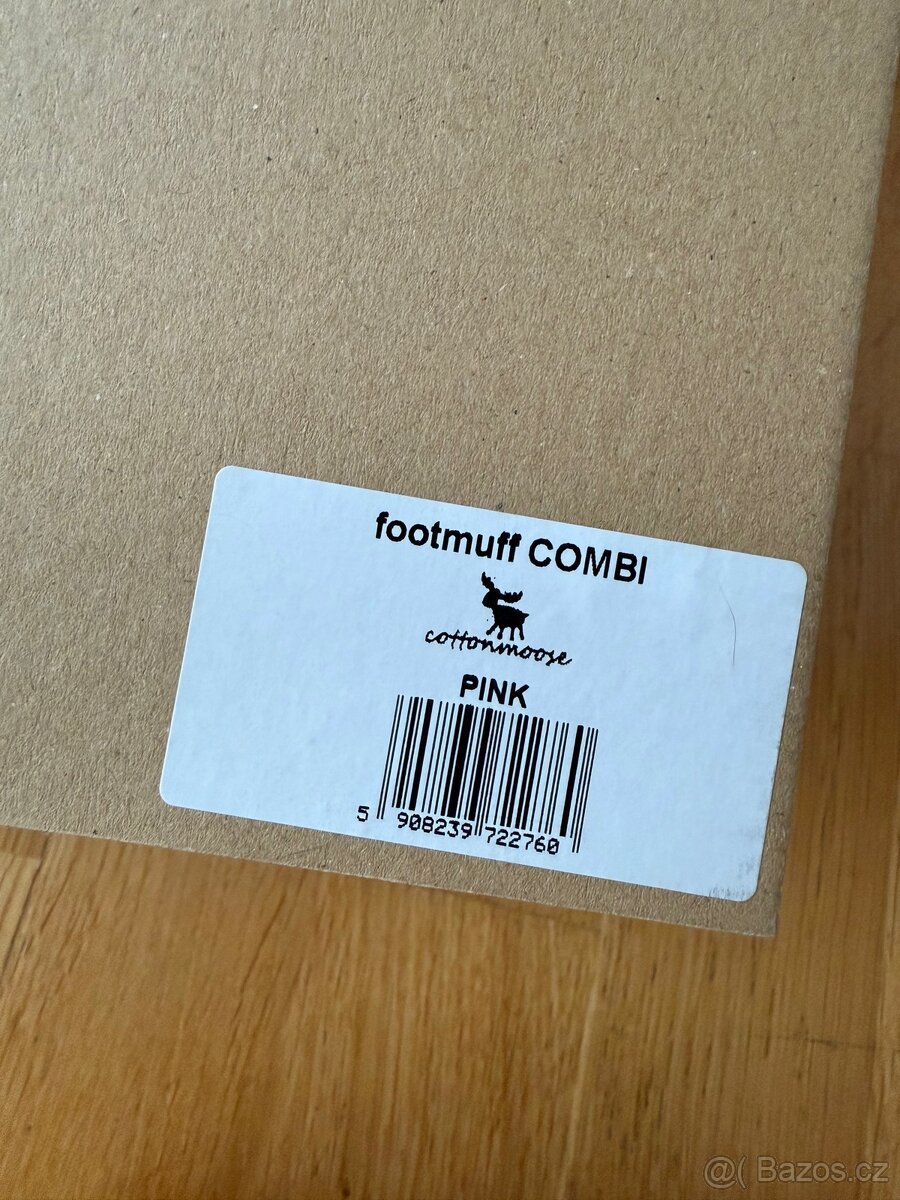 footmuff COMBI
cottonmoose
PINK
5 908239 722760
@( Bazos.cz